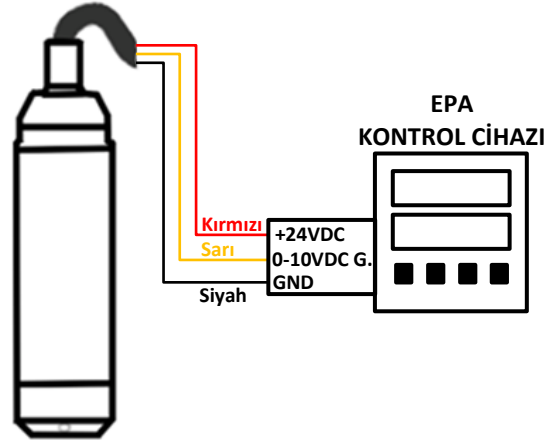 EPA
KONTROL CİHAZI
Kırmızı
+24VDC
Sarı
0-10VDC G.
GND
Siyah